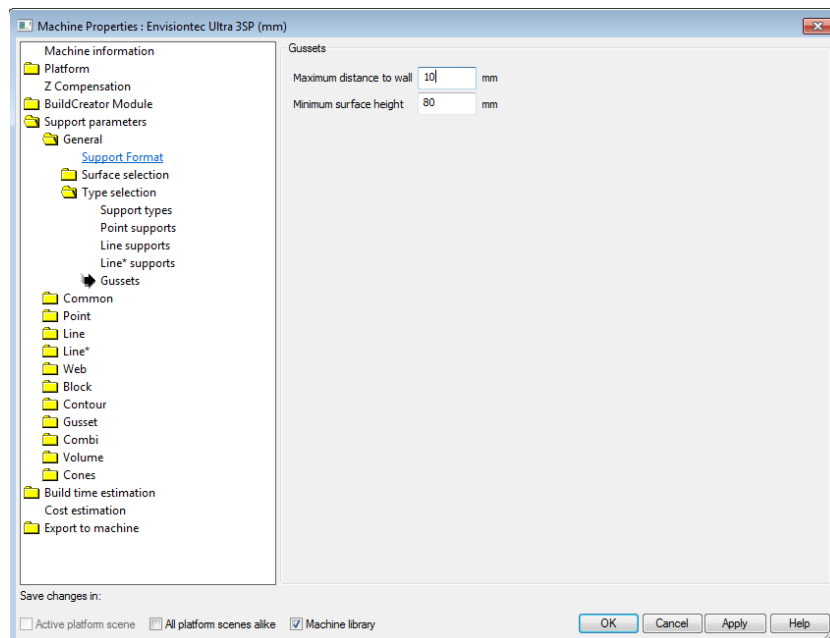 Machine Properties : Envisiontec Ultra 3SP (mm)
Machine information
Platform
Z Compensation
BuildCreator Module
Support parameters
General
Support Format
Surface selection
Type selection
Support types
Point supports
Line supports
Line* supports
Gussets
Common
Point
Line
Line*
Web
Block
Contour
Gusset
Combi
Volume
Cones
Build time estimation
Cost estimation
Export to machine
Gussets
Maximum distance to wall 10 mm
Minimum surface height 80 mm
Save changes in:
Active platform scene All platform scenes alike Machine library OK Cancel Apply Help